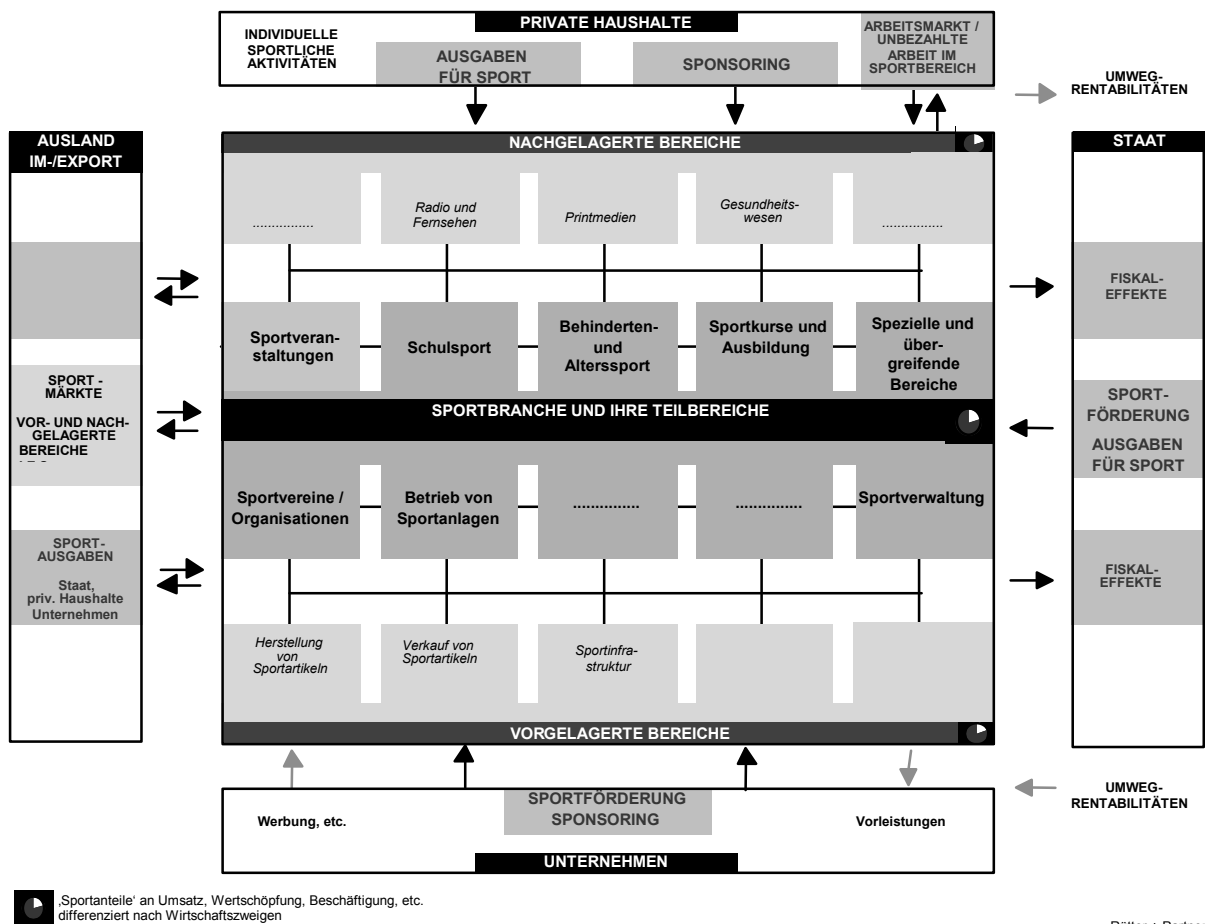 PRIVATE HAUSHALTE
INDIVIDUELLE
SPORTLICHE
AKTIVITÄTEN
AUSGABEN
FÜR SPORT
SPONSORING
ARBEITSMARKT /
UNBEZAHLTE
ARBEIT IM
SPORTBEREICH
UMWEG-
RENTABILITÄTEN
AUSLAND
IM-/EXPORT
NACHGELAGERTE BEREICHE
STAAT
................
Radio und
Fernsehen
Printmedien
Gesundheits-
wesen
................
FISKAL-
EFFEKTE
Sportveran-
staltungen
Schulsport
Behinderten-
und
Alterssport
Sportkurse und
Ausbildung
Spezielle und
über-
greifende
Bereiche
SPORT -
MÄRKTE
VOR- UND NACH-
GELAGERTE
BEREICHE
SPORTBRANCHE UND IHRE TEILBEREICHE
SPORT-
FÖRDERUNG
AUSGABEN
FÜR SPORT
Sportvereine /
Organisationen
Betrieb von
Sportanlagen
................
................
Sportverwaltung
SPORT-
AUSGABEN
Staat,
priv. Haushalte
Unternehmen
FISKAL-
EFFEKTE
Herstellung
von
Sportartikeln
Verkauf von
Sportartikeln
Sportinfra-
struktur
VORGELAGERTE BEREICHE
Werbung, etc.
SPORTFÖRDERUNG
SPONSORING
Vorleistungen
UMWEG-
RENTABILITÄTEN
UNTERNEHMEN
‚Sportanteile' an Umsatz, Wertschöpfung, Beschäftigung, etc.
differenziert nach Wirtschaftszweigen